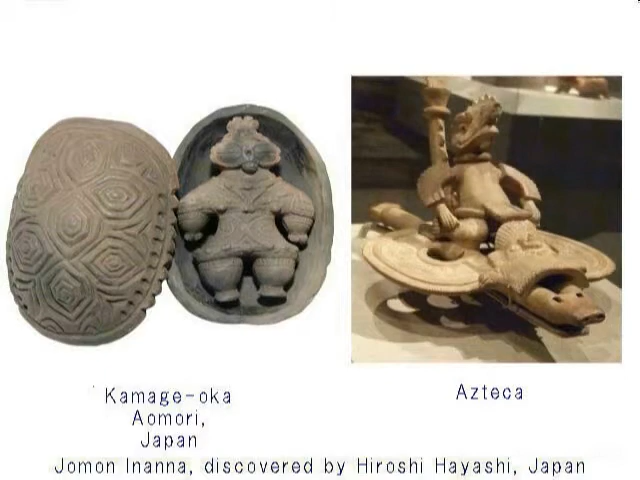 Kamage-oka
Aomori,
Japan
Azteca
Jomon Inanna, discovered by Hiroshi Hayashi, Japan